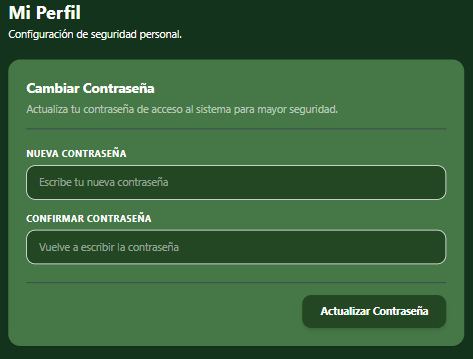 Mi Perfil
Configuración de seguridad personal.
Cambiar Contraseña
Actualiza tu contraseña de acceso al sistema para mayor seguridad.
NUEVA CONTRASEÑA
Escribe tu nueva contraseña
CONFIRMAR CONTRASEÑA
Vuelve a escribir la contraseña
Actualizar Contraseña